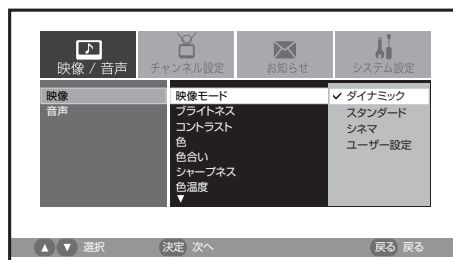 映像 / 音声
チャンネル設定
お知らせ
システム設定
映像
音声
映像モード
ブライトネス
コントラスト
色
色合い
シャープネス
色温度
▼
✓ ダイナミック
スタンダード
シネマ
ユーザー設定
▲ ▼ 選択
決定 次へ
戻る 戻る